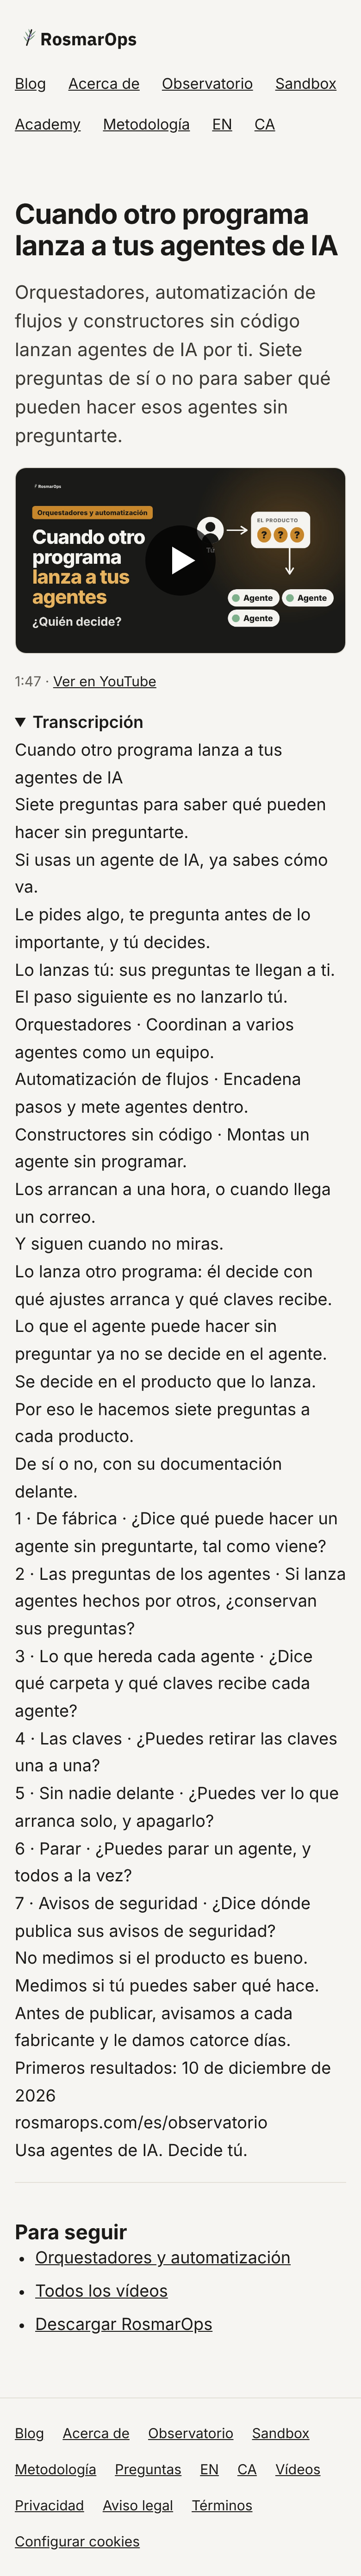 RosmarOps
Blog Acerca de Observatorio Sandbox
Academy Metodología EN CA
Cuando otro programa
lanza a tus agentes de IA
Orquestadores, automatización de
flujos y constructores sin código
lanzan agentes de IA por ti. Siete
preguntas de sí o no para saber qué
pueden hacer esos agentes sin
preguntarte.
RosmarOps
Orquestadores y automatización
Cuando otro
programa
lanza a tus
agentes
¿Quién decide?
Tú
EL PRODUCTO
? ? ?
Agente Agente
Agente
1:47 · Ver en YouTube
▼ Transcripción
Cuando otro programa lanza a tus
agentes de IA
Siete preguntas para saber qué pueden
hacer sin preguntarte.
Si usas un agente de IA, ya sabes cómo
va.
Le pides algo, te pregunta antes de lo
importante, y tú decides.
Lo lanzas tú: sus preguntas te llegan a ti.
El paso siguiente es no lanzarlo tú.
Orquestadores · Coordinan a varios
agentes como un equipo.
Automatización de flujos · Encadena
pasos y mete agentes dentro.
Constructores sin código · Montas un
agente sin programar.
Los arrancan a una hora, o cuando llega
un correo.
Y siguen cuando no miras.
Lo lanza otro programa: él decide con
qué ajustes arranca y qué claves recibe.
Lo que el agente puede hacer sin
preguntar ya no se decide en el agente.
Se decide en el producto que lo lanza.
Por eso le hacemos siete preguntas a
cada producto.
De sí o no, con su documentación
delante.
1 · De fábrica · ¿Dice qué puede hacer un
agente sin preguntarte, tal como viene?
2 · Las preguntas de los agentes · Si lanza
agentes hechos por otros, ¿conservan
sus preguntas?
3 · Lo que hereda cada agente · ¿Dice
qué carpeta y qué claves recibe cada
agente?
4 · Las claves · ¿Puedes retirar las claves
una a una?
5 · Sin nadie delante · ¿Puedes ver lo que
arranca solo, y apagarlo?
6 · Parar · ¿Puedes parar un agente, y
todos a la vez?
7 · Avisos de seguridad · ¿Dice dónde
publica sus avisos de seguridad?
No medimos si el producto es bueno.
Medimos si tú puedes saber qué hace.
Antes de publicar, avisamos a cada
fabricante y le damos catorce días.
Primeros resultados: 10 de diciembre de
2026
rosmarops.com/es/observatorio
Usa agentes de IA. Decide tú.
Para seguir
• Orquestadores y automatización
• Todos los vídeos
• Descargar RosmarOps
Blog Acerca de Observatorio Sandbox
Metodología Preguntas EN CA Vídeos
Privacidad Aviso legal Términos
Configurar cookies